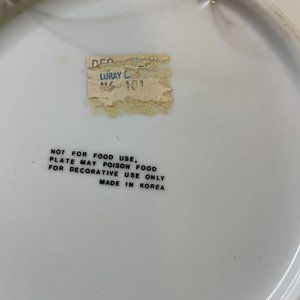 LURAY C
101
NOT FOR FOOD USE.
PLATE MAY POISON FOOD
FOR DECORATIVE USE ONLY
MADE IN KOREA